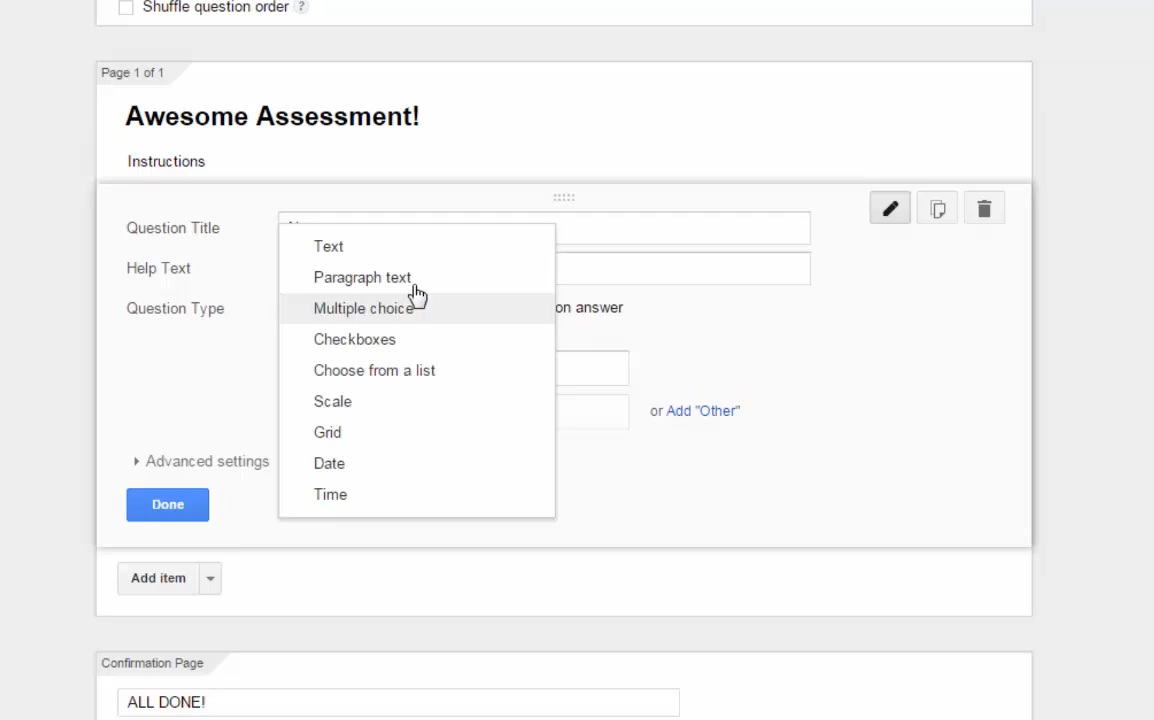 Shuffle question order ?
Page 1 of 1
Awesome Assessment!
Instructions
Question Title
Help Text
Question Type
Text
Paragraph text
Multiple choice
Checkboxes
Choose from a list
Scale
Grid
Date
Time
on answer
or Add "Other"
Advanced settings
Done
Add item
Confirmation Page
ALL DONE!